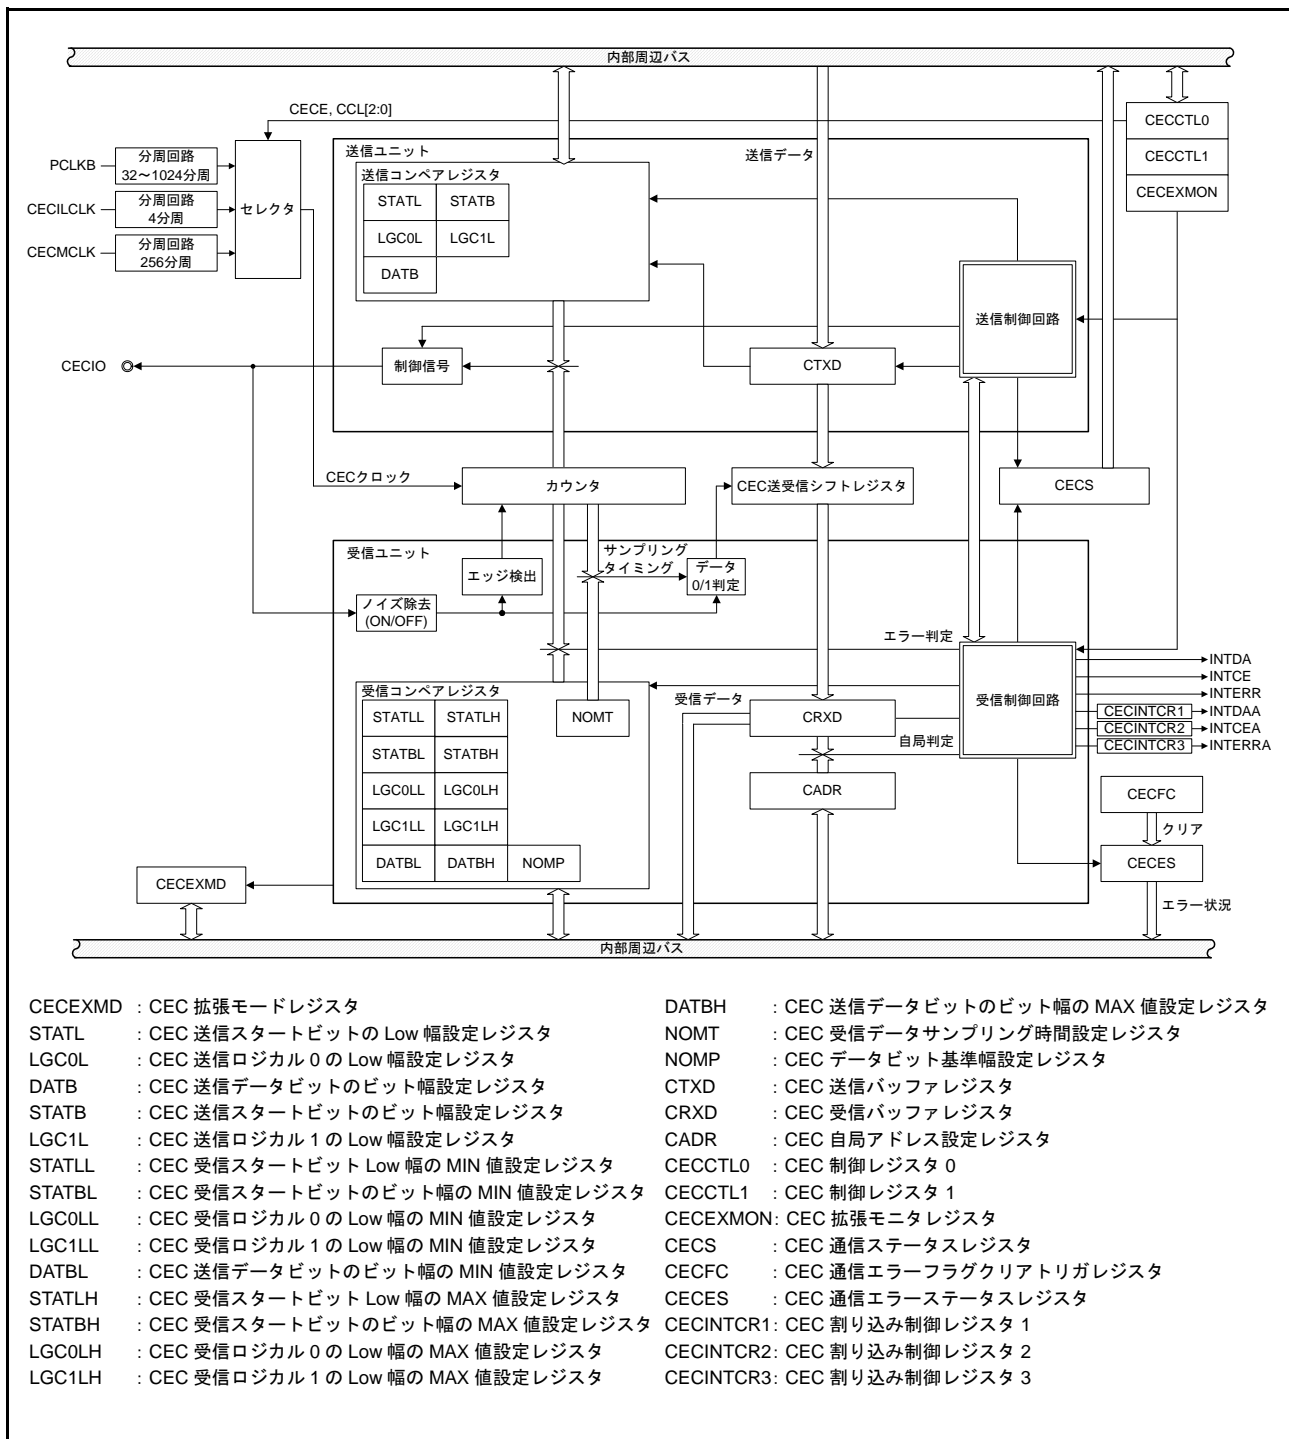 内部周辺バス
CECE, CCL[2:0]
CECCTL0
CECCTL1
CECEXMON
PCLKB
分周回路
32～1024分周
CECILCLK
分周回路
4分周
CECMCLK
分周回路
256分周
セレクタ
送信ユニット
送信データ
送信コンペアレジスタ
STATL
STATB
LGC0L
LGC1L
DATB
送信制御回路
CECIO
制御信号
CTXD
CECクロック
カウンタ
CEC送受信シフトレジスタ
CECS
受信ユニット
サンプリング
タイミング
エッジ検出
データ
0/1判定
ノイズ除去
(ON/OFF)
エラー判定
受信コンペアレジスタ
受信データ
STATLL
STATLH
NOMT
CRXD
受信制御回路
INTDA
INTCE
INTERR
CECINTCR1
INTDAA
CECINTCR2
INTCEA
CECINTCR3
INTERRA
STATBL
STATBH
自局判定
LGC0LL
LGC0LH
CADR
CECFC
LGC1LL
LGC1LH
クリア
DATBL
DATBH
NOMP
CECES
CECEXMD
エラー状況
内部周辺バス
CECEXMD : CEC 拡張モードレジスタ
STATL : CEC 送信スタートビットの Low 幅設定レジスタ
LGC0L : CEC 送信ロジカル 0 の Low 幅設定レジスタ
DATB : CEC 送信データビットのビット幅設定レジスタ
STATB : CEC 送信スタートビットのビット幅設定レジスタ
LGC1L : CEC 送信ロジカル 1 の Low 幅設定レジスタ
STATLL : CEC 受信スタートビット Low 幅の MIN 値設定レジスタ
STATBL : CEC 受信スタートビットのビット幅の MIN 値設定レジスタ
LGC0LL : CEC 受信ロジカル 0 の Low 幅の MIN 値設定レジスタ
LGC1LL : CEC 受信ロジカル 1 の Low 幅の MIN 値設定レジスタ
DATBL : CEC 送信データビットのビット幅の MIN 値設定レジスタ
STATLH : CEC 受信スタートビット Low 幅の MAX 値設定レジスタ
STATBH : CEC 受信スタートビットのビット幅の MAX 値設定レジスタ
LGC0LH : CEC 受信ロジカル 0 の Low 幅の MAX 値設定レジスタ
LGC1LH : CEC 受信ロジカル 1 の Low 幅の MAX 値設定レジスタ
DATBH : CEC 送信データビットのビット幅の MAX 値設定レジスタ
NOMT : CEC 受信データサンプリング時間設定レジスタ
NOMP : CEC データビット基準幅設定レジスタ
CTXD : CEC 送信バッファレジスタ
CRXD : CEC 受信バッファレジスタ
CADR : CEC 自局アドレス設定レジスタ
CECCTL0 : CEC 制御レジスタ 0
CECCTL1 : CEC 制御レジスタ 1
CECEXMON: CEC 拡張モニタレジスタ
CECS : CEC 通信ステータスレジスタ
CECFC : CEC 通信エラーフラグクリアトリガレジスタ
CECES : CEC 通信エラーステータスレジスタ
CECINTCR1: CEC 割り込み制御レジスタ 1
CECINTCR2: CEC 割り込み制御レジスタ 2
CECINTCR3: CEC 割り込み制御レジスタ 3